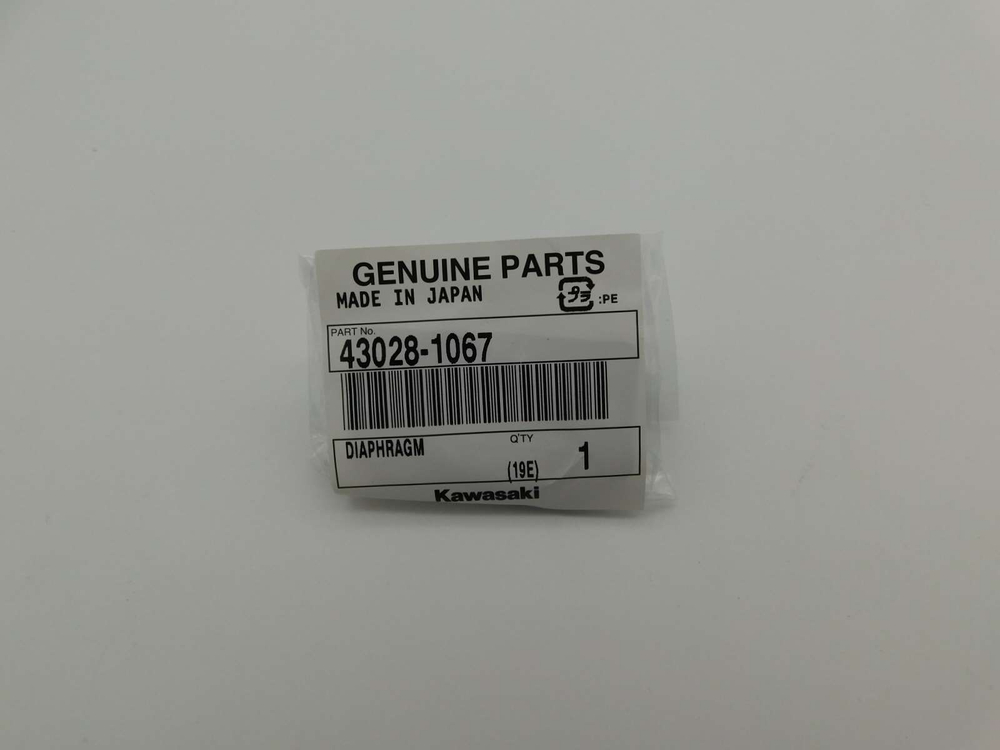 GENUINE PARTS
MADE IN JAPAN
プラ :PE
PART No.
43028-1067
DIAPHRAGM
Q'TY
(19E) 1
Kawasaki